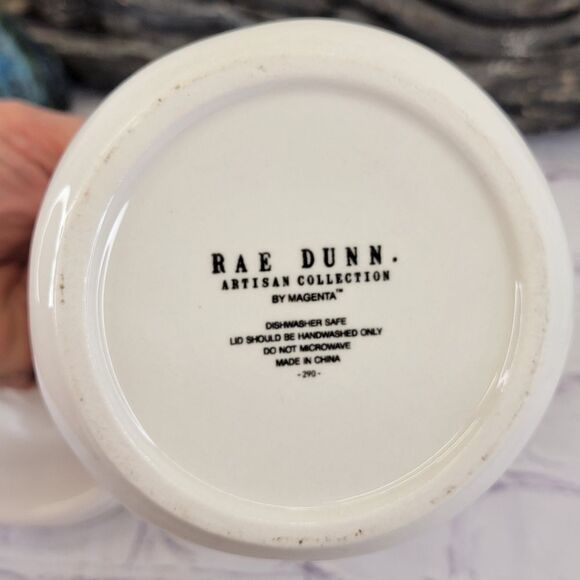 RAE DUNN.
ARTISAN COLLECTION
BY MAGENTA™
DISHWASHER SAFE
LID SHOULD BE HANDWASHED ONLY
DO NOT MICROWAVE
MADE IN CHINA
-290-